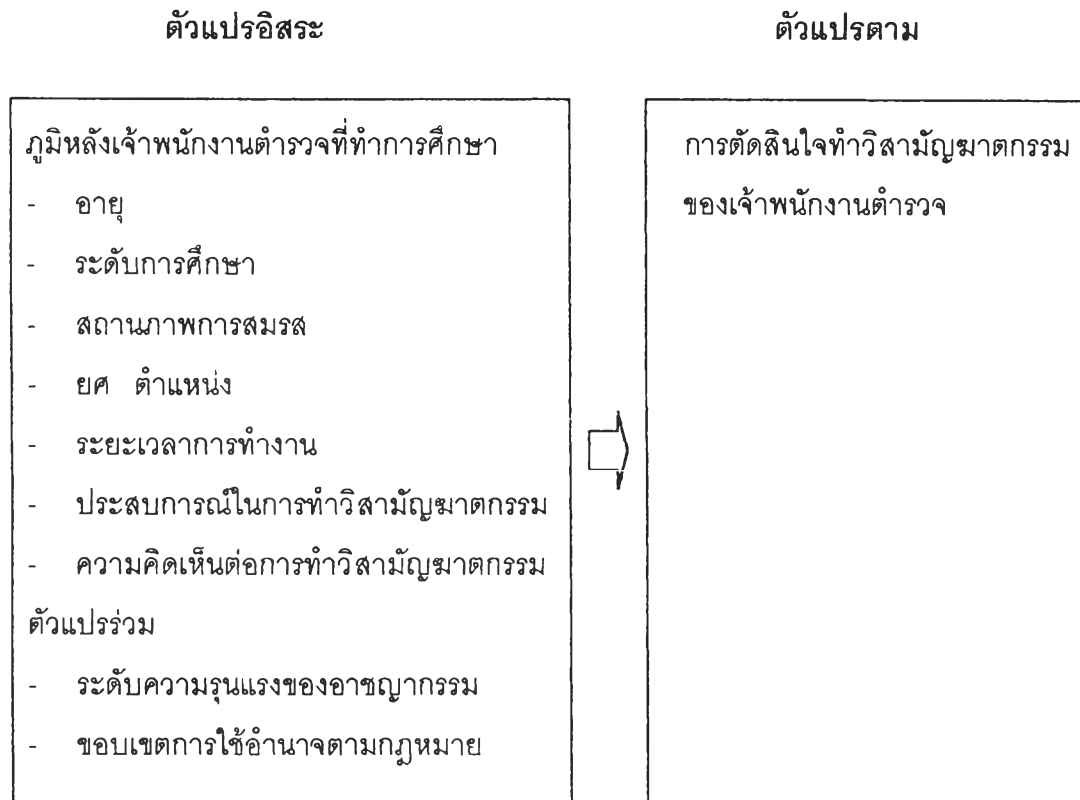 ตัวแปรอิสระ
ตัวแปรตาม
ภูมิหลังเจ้าพนักงานตำรวจที่ทำการศึกษา
- อายุ
- ระดับการศึกษา
- สถานภาพการสมรส
- ยศ ตำแหน่ง
- ระยะเวลาการทำงาน
- ประสบการณ์ในการทำวิสามัญฆาตกรรม
- ความคิดเห็นต่อการทำวิสามัญฆาตกรรม
ตัวแปรร่วม
- ระดับความรุนแรงของอาชญากรรม
- ขอบเขตการใช้อำนาจตามกฎหมาย
การตัดสินใจทำวิสามัญฆาตกรรม
ของเจ้าพนักงานตำรวจ